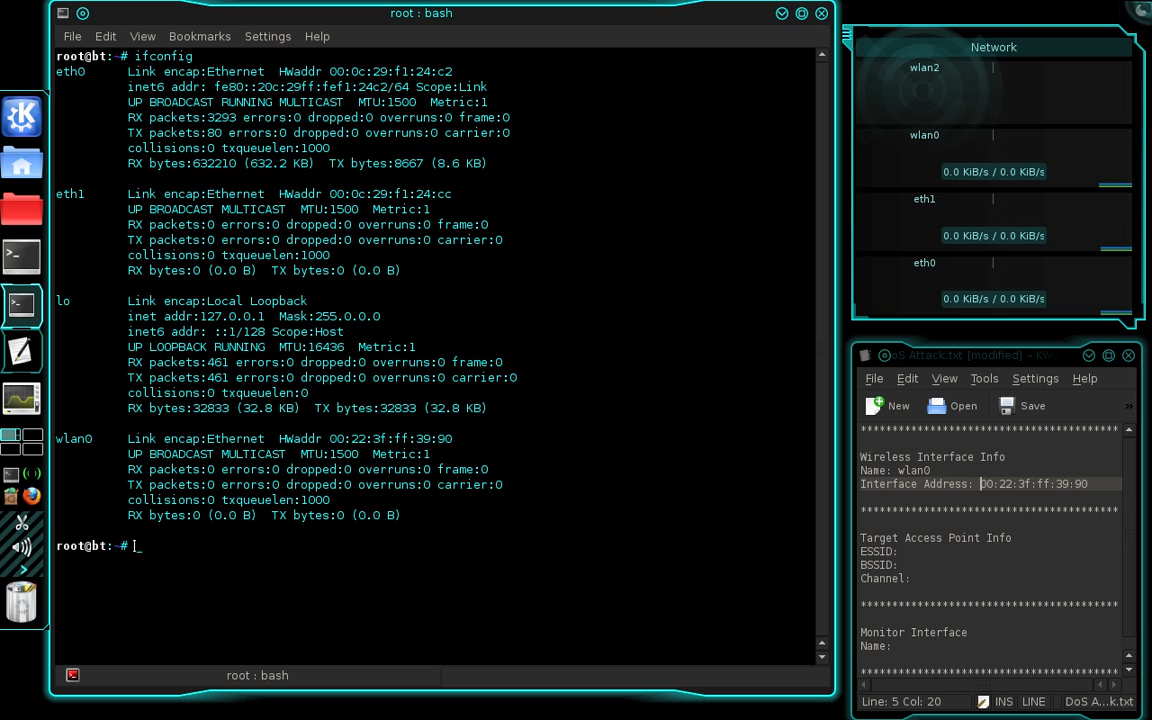 root : bash
File Edit View Bookmarks Settings Help
root@bt:~# ifconfig
eth0 Link encap:Ethernet HWaddr 00:0c:29:f1:24:c2
inet6 addr: fe80::20c:29ff:fef1:24c2/64 Scope:Link
UP BROADCAST RUNNING MULTICAST MTU:1500 Metric:1
RX packets:3293 errors:0 dropped:0 overruns:0 frame:0
TX packets:80 errors:0 dropped:0 overruns:0 carrier:0
collisions:0 txqueuelen:1000
RX bytes:632210 (632.2 KB) TX bytes:8667 (8.6 KB)
eth1 Link encap:Ethernet HWaddr 00:0c:29:f1:24:cc
UP BROADCAST MULTICAST MTU:1500 Metric:1
RX packets:0 errors:0 dropped:0 overruns:0 frame:0
TX packets:0 errors:0 dropped:0 overruns:0 carrier:0
collisions:0 txqueuelen:1000
RX bytes:0 (0.0 B) TX bytes:0 (0.0 B)
lo Link encap:Local Loopback
inet addr:127.0.0.1 Mask:255.0.0.0
inet6 addr: ::1/128 Scope:Host
UP LOOPBACK RUNNING MTU:16436 Metric:1
RX packets:461 errors:0 dropped:0 overruns:0 frame:0
TX packets:461 errors:0 dropped:0 overruns:0 carrier:0
collisions:0 txqueuelen:0
RX bytes:32833 (32.8 KB) TX bytes:32833 (32.8 KB)
wlan0 Link encap:Ethernet HWaddr 00:22:3f:ff:39:90
UP BROADCAST MULTICAST MTU:1500 Metric:1
RX packets:0 errors:0 dropped:0 overruns:0 frame:0
TX packets:0 errors:0 dropped:0 overruns:0 carrier:0
collisions:0 txqueuelen:1000
RX bytes:0 (0.0 B) TX bytes:0 (0.0 B)
root@bt:~#
root : bash
Network
wlan2
wlan0
0.0 KiB/s / 0.0 KiB/s
eth1
0.0 KiB/s / 0.0 KiB/s
eth0
0.0 KiB/s / 0.0 KiB/s
DoS Attack.txt [modified] – KW
File Edit View Tools Settings Help
New Open Save »
****************************************
Wireless Interface Info
Name: wlan0
Interface Address: 00:22:3f:ff:39:90
****************************************
Target Access Point Info
ESSID:
BSSID:
Channel:
****************************************
Monitor Interface
Name:
****************************************
Line: 5 Col: 20 INS LINE DoS A...k.txt